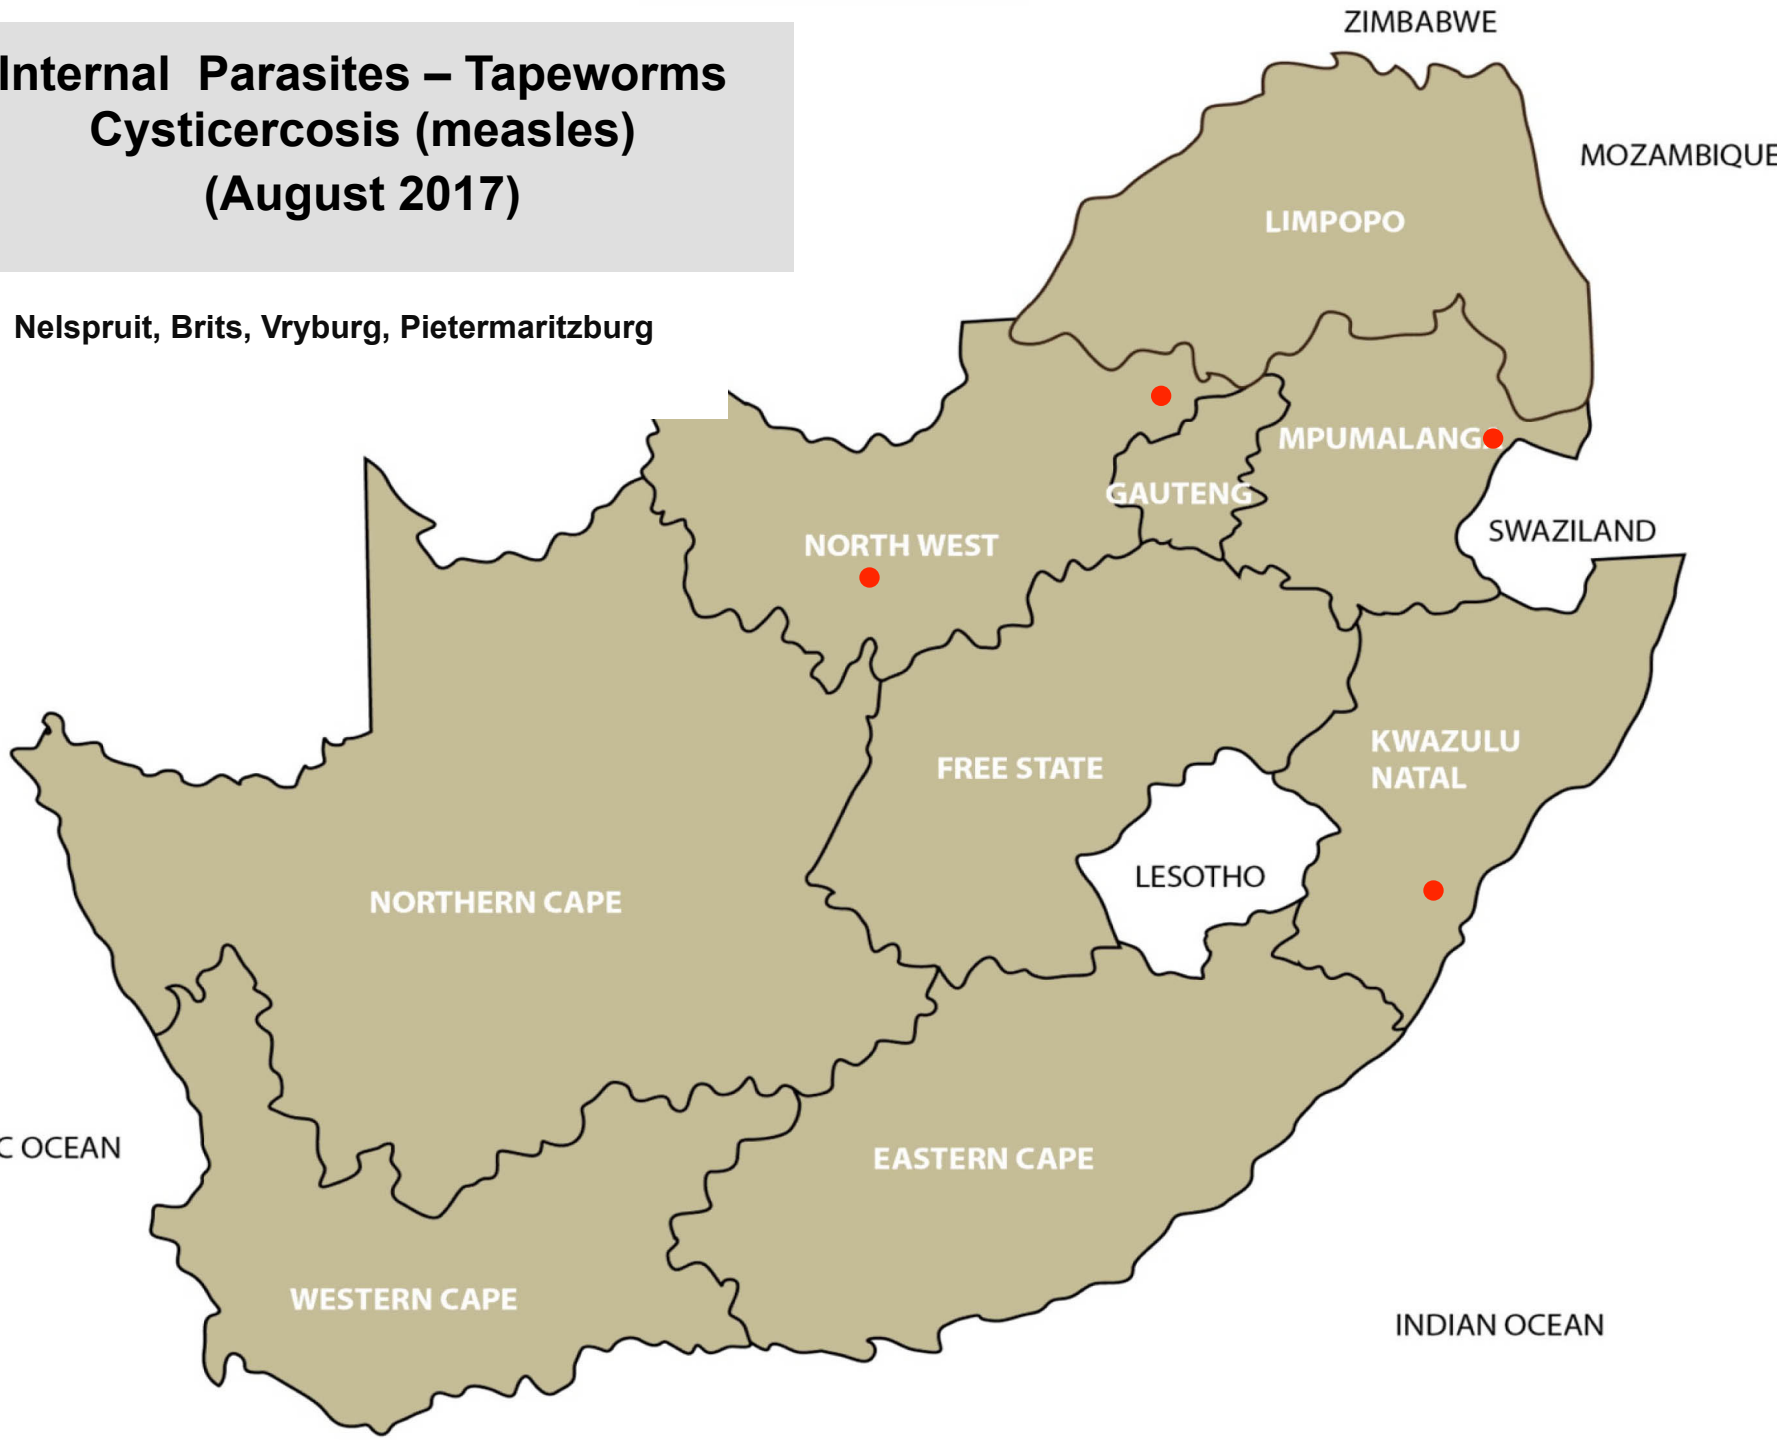 Internal Parasites – Tapeworms
Cysticercosis (measles)
(August 2017)
Nelspruit, Brits, Vryburg, Pietermaritzburg
ZIMBABWE
MOZAMBIQUE
LIMPOPO
MPUMALANG
GAUTENG
SWAZILAND
NORTH WEST
KWAZULU
NATAL
FREE STATE
LESOTHO
NORTHERN CAPE
C OCEAN
EASTERN CAPE
WESTERN CAPE
INDIAN OCEAN